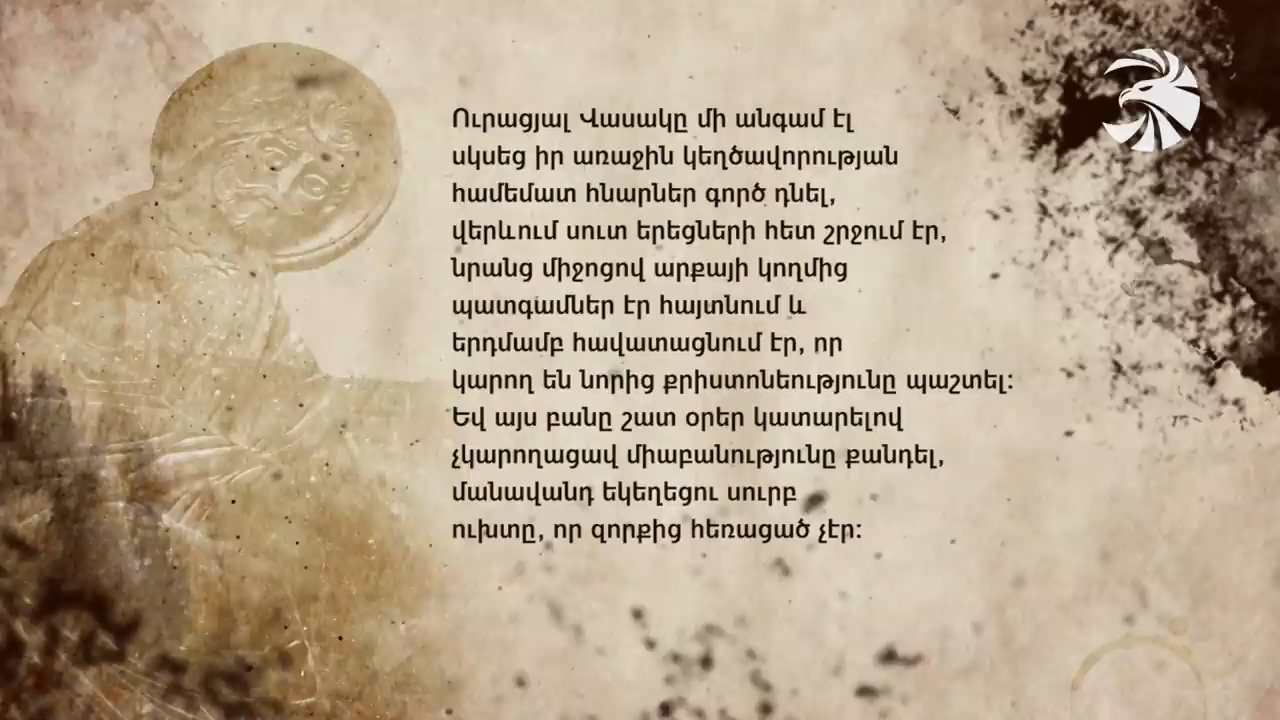 Ուրացյալ Վասակը մի անգամ էլ
սկսեց իր առաջին կեղծավորության
համեմատ հնարներ գործ դնել,
վերևում սուտ երեցների հետ շրջում էր,
նրանց միջոցով արքայի կողմից
պատգամներ էր հայտնում և
երդմամբ հավատացնում էր, որ
կարող են նորից քրիստոնեությունը պաշտել:
Եվ այս բանը շատ օրեր կատարելով
չկարողացավ միաբանությունը քանդել,
մանավանդ եկեղեցու սուրբ
ուխտը, որ զորքից հեռացած չէր: